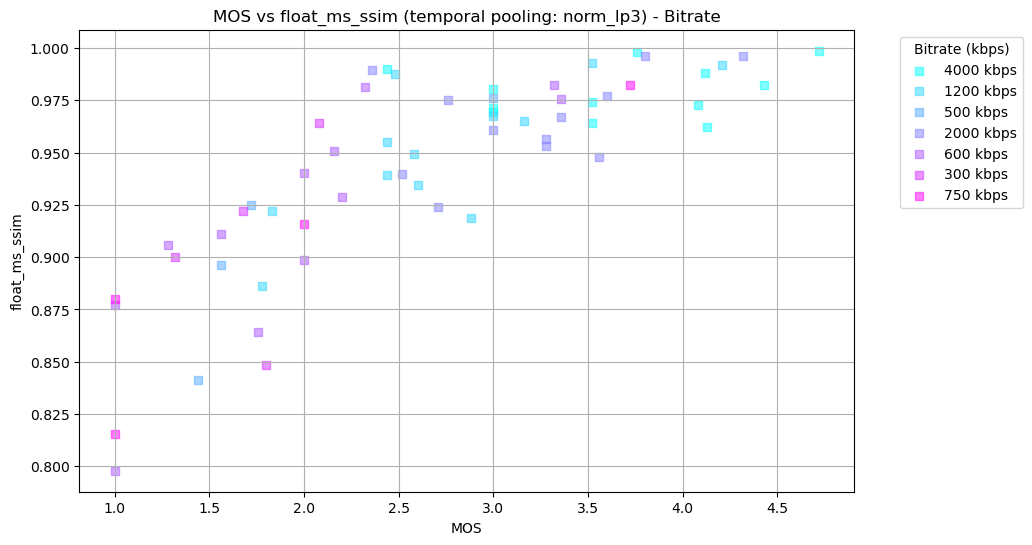 MOS vs float_ms_ssim (temporal pooling: norm_lp3) - Bitrate
1.000
0.975
0.950
0.925
0.900
0.875
0.850
0.825
0.800
float_ms_ssim
1.0 1.5 2.0 2.5 3.0 3.5 4.0 4.5
MOS
Bitrate (kbps)
4000 kbps
1200 kbps
500 kbps
2000 kbps
600 kbps
300 kbps
750 kbps